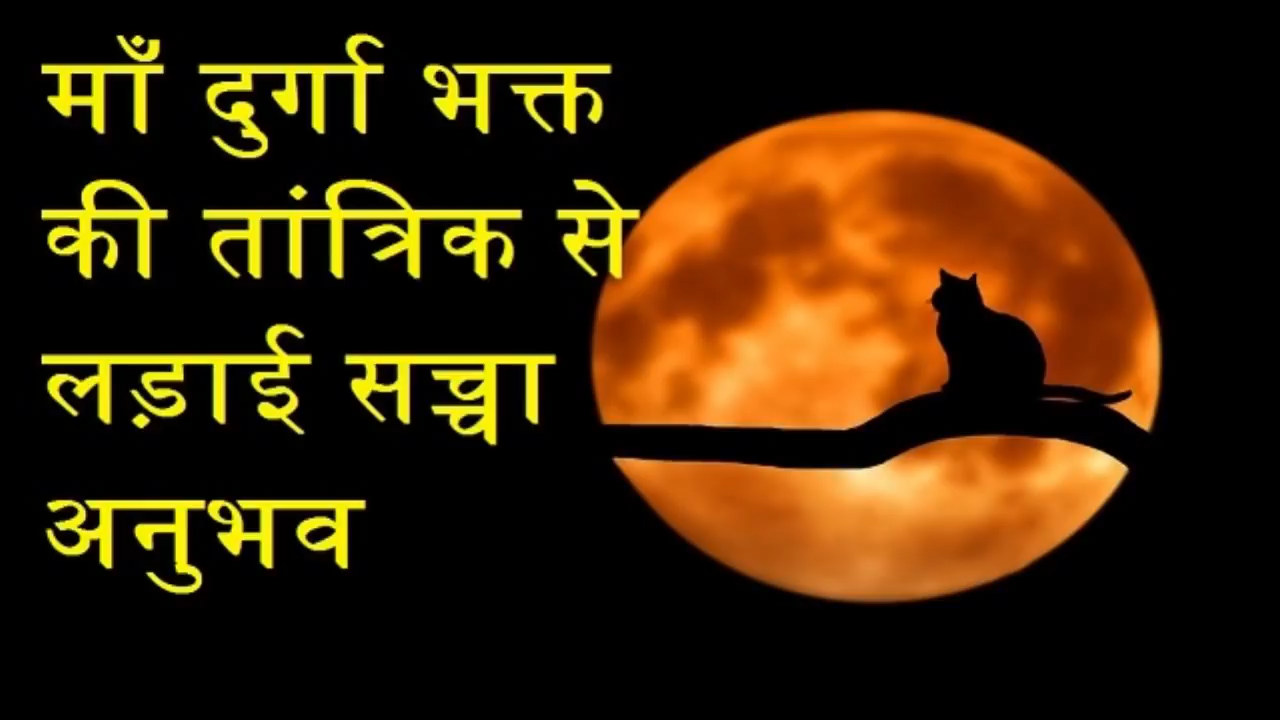 माँ दुर्गा भक्त
की तांत्रिक से
लड़ाई सच्चा
अनुभव